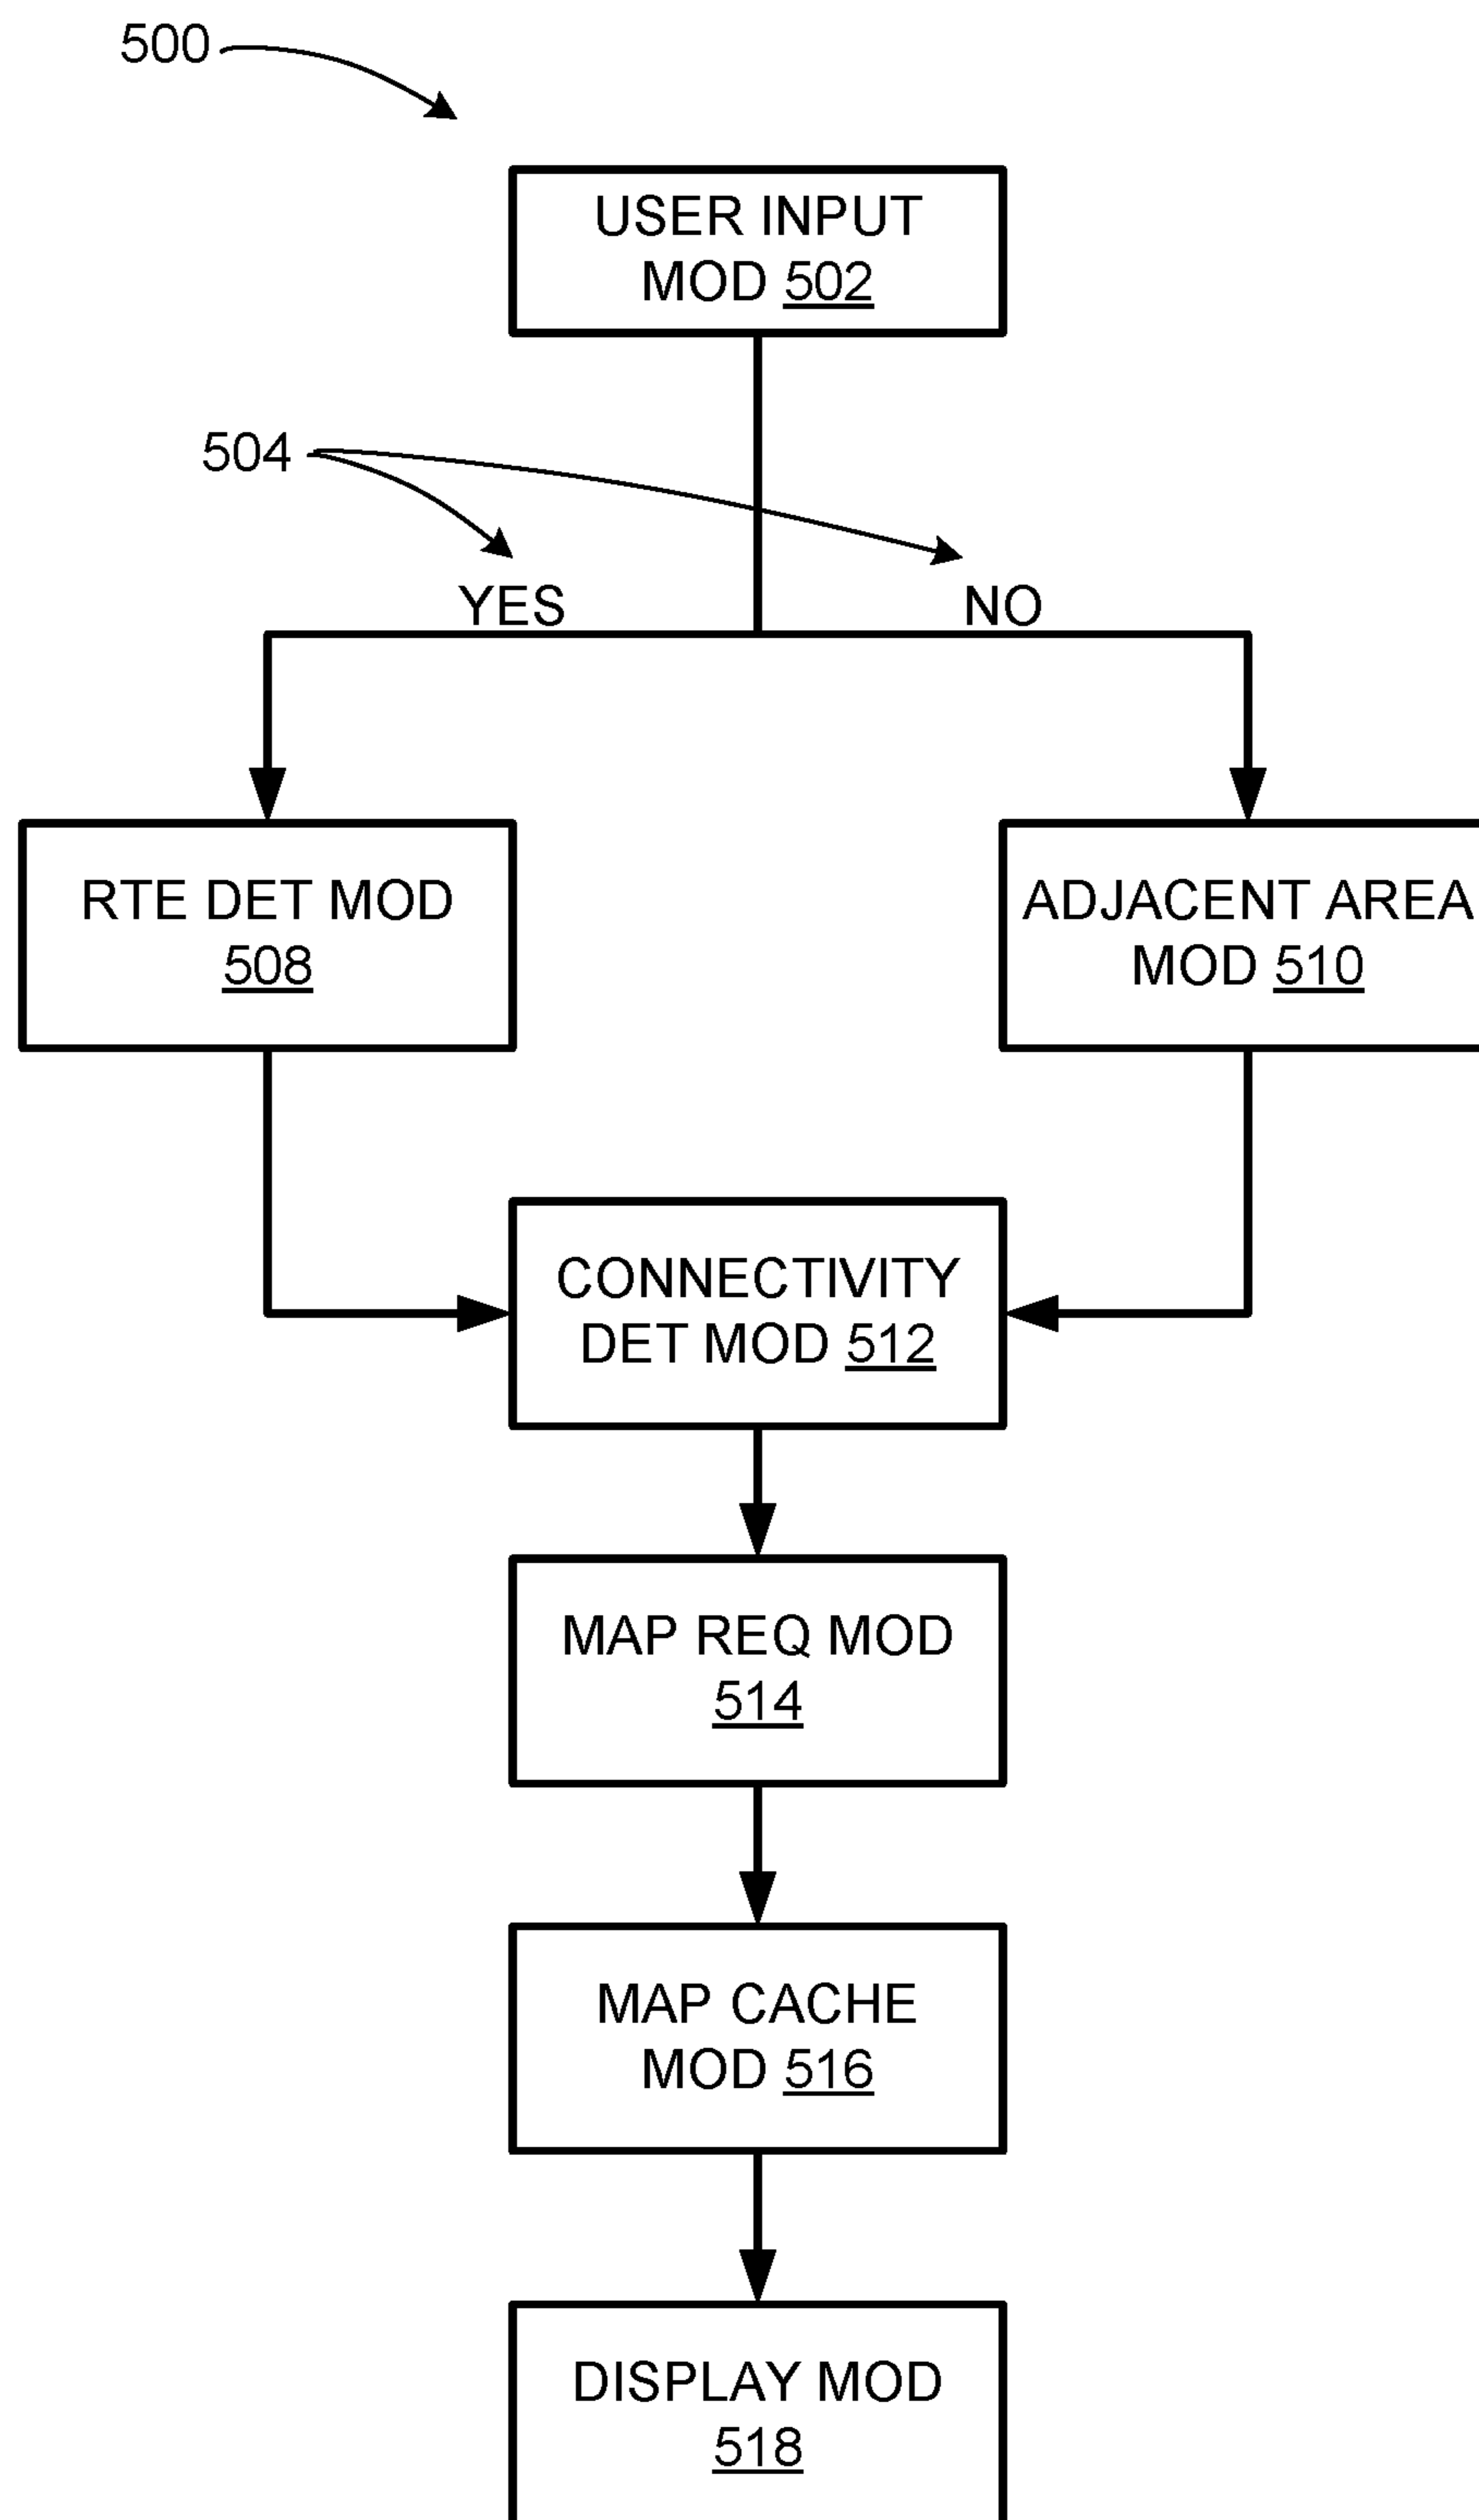 500
USER INPUT
MOD 502
504
YES
NO
RTE DET MOD
508
ADJACENT AREA
MOD 510
CONNECTIVITY
DET MOD 512
MAP REQ MOD
514
MAP CACHE
MOD 516
DISPLAY MOD
518